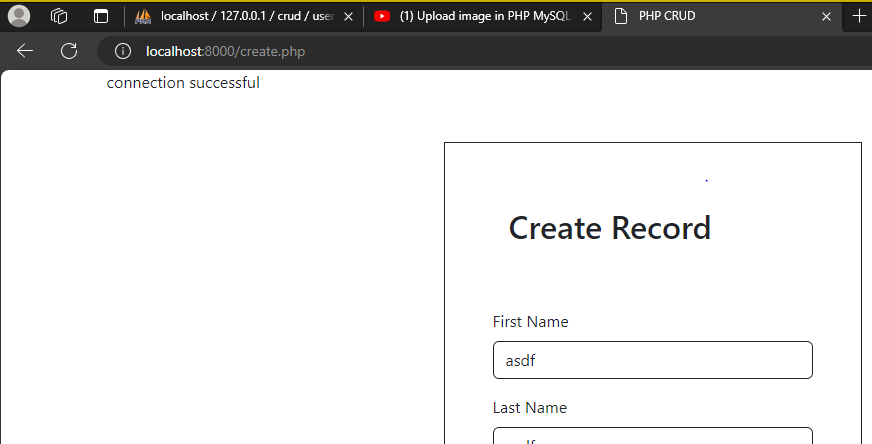 localhost / 127.0.0.1 / crud / user
(1) Upload image in PHP MySQL
PHP CRUD
localhost:8000/create.php
connection successful
Create Record
First Name
asdf
Last Name